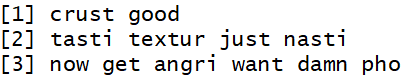 [1] crust good
[2] tasti textur just nasti
[3] now get angri want damn pho